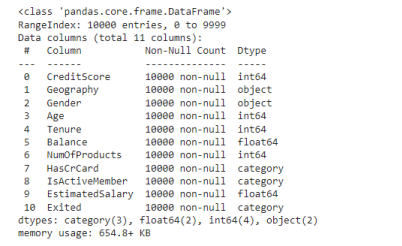 <class 'pandas.core.frame.DataFrame'>
RangeIndex: 10000 entries, 0 to 9999
Data columns (total 11 columns):
 #   Column           Non-Null Count  Dtype
---  ------           --------------  -----
 0   CreditScore      10000 non-null  int64
 1   Geography        10000 non-null  object
 2   Gender           10000 non-null  object
 3   Age              10000 non-null  int64
 4   Tenure           10000 non-null  int64
 5   Balance          10000 non-null  float64
 6   NumOfProducts    10000 non-null  int64
 7   HasCrCard        10000 non-null  category
 8   IsActiveMember   10000 non-null  category
 9   EstimatedSalary  10000 non-null  float64
 10  Exited           10000 non-null  category
dtypes: category(3), float64(2), int64(4), object(2)
memory usage: 654.8+ KB